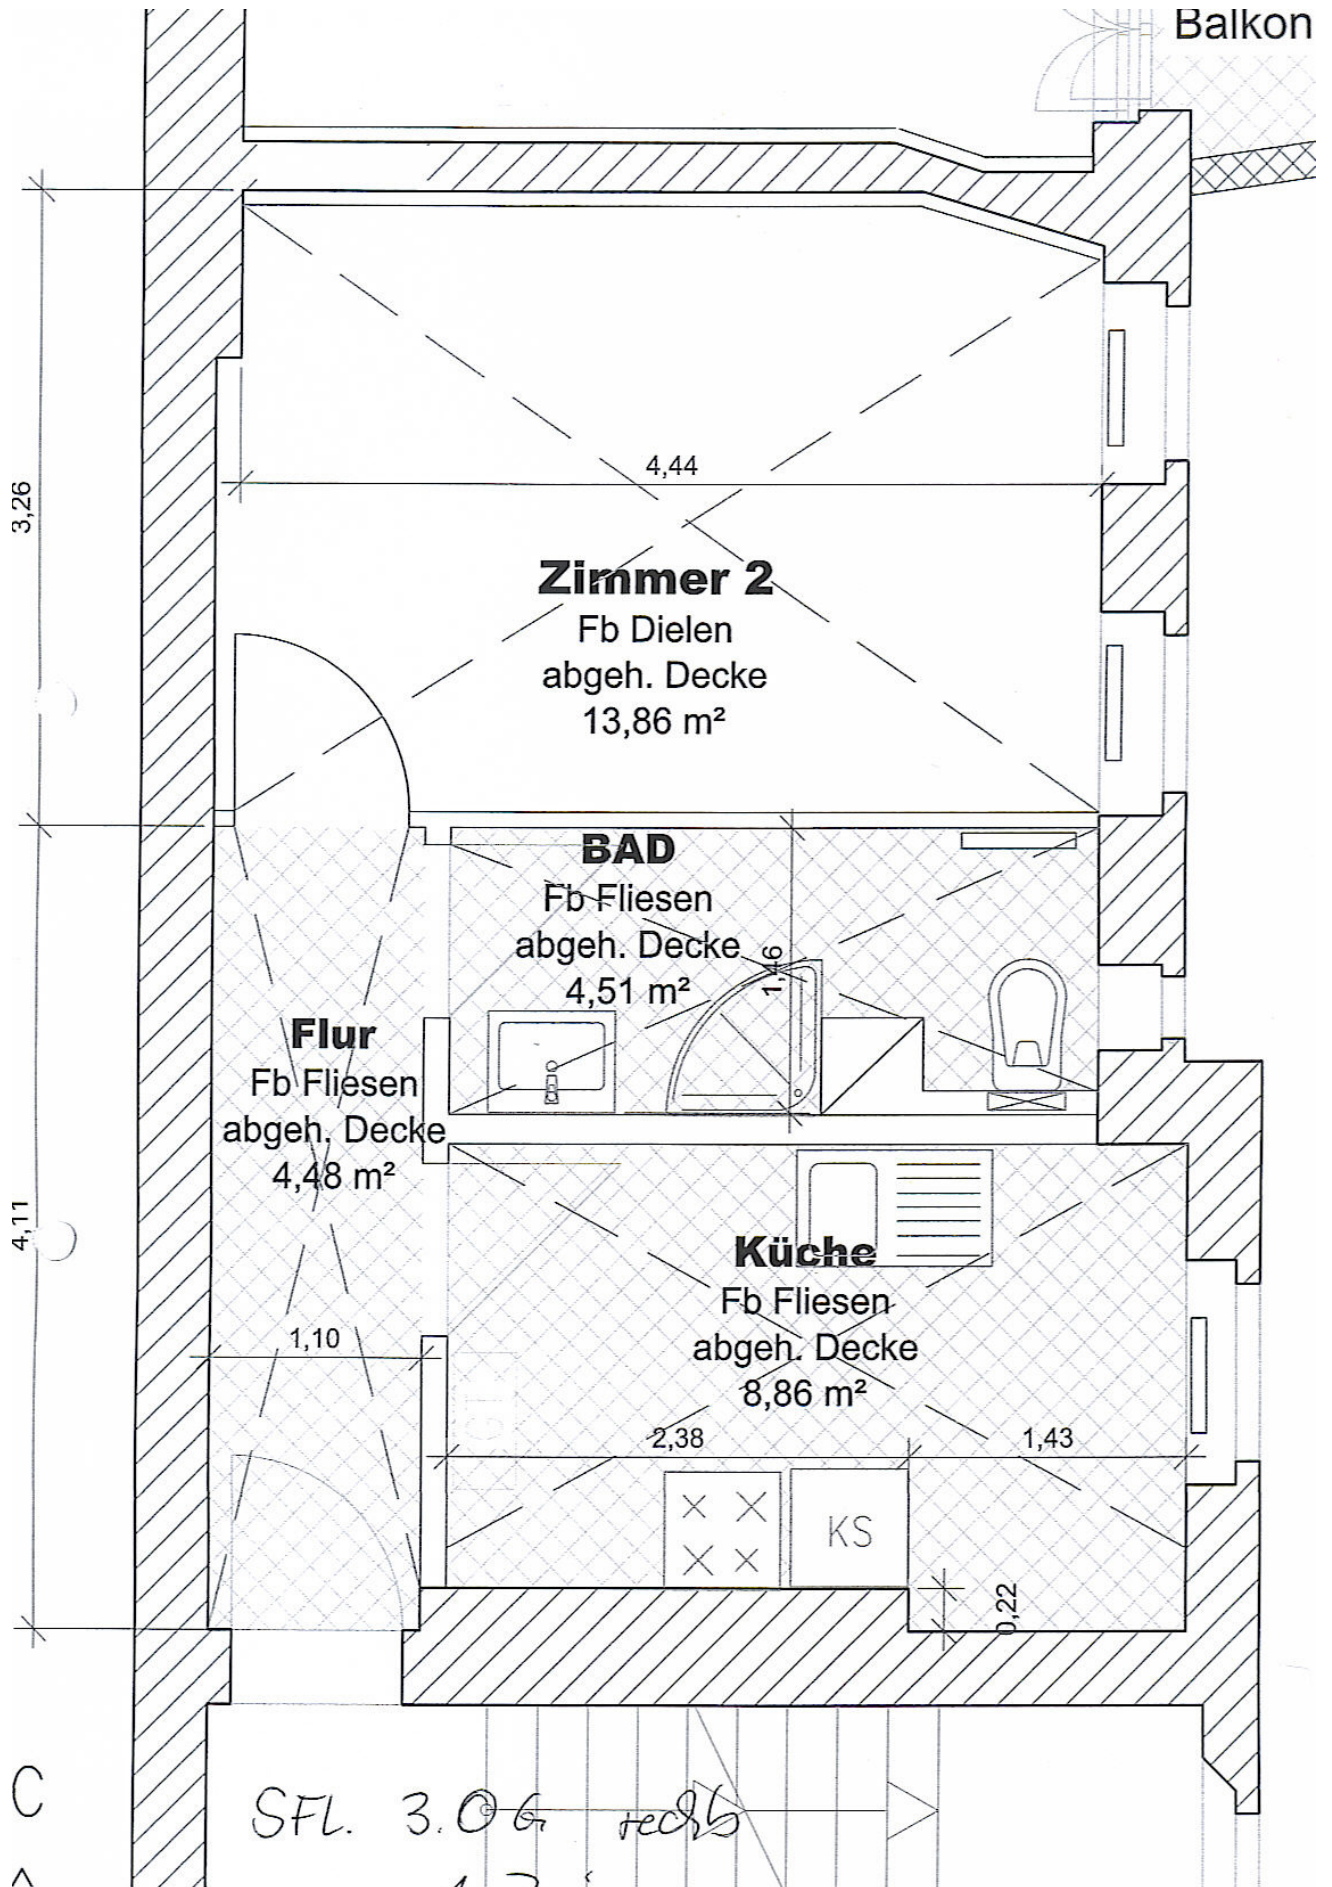 Balkon
3,26
4,44
Zimmer 2
Fb Dielen
abgeh. Decke
13,86 m²
BAD
Fb Fliesen
abgeh. Decke
4,51 m²
1,46
Flur
Fb Fliesen
abgeh. Decke
4,48 m²
4,11
Küche
Fb Fliesen
abgeh. Decke
8,86 m²
1,10
2,38
1,43
KS
0,22
C
SFL. 3.OG rechts